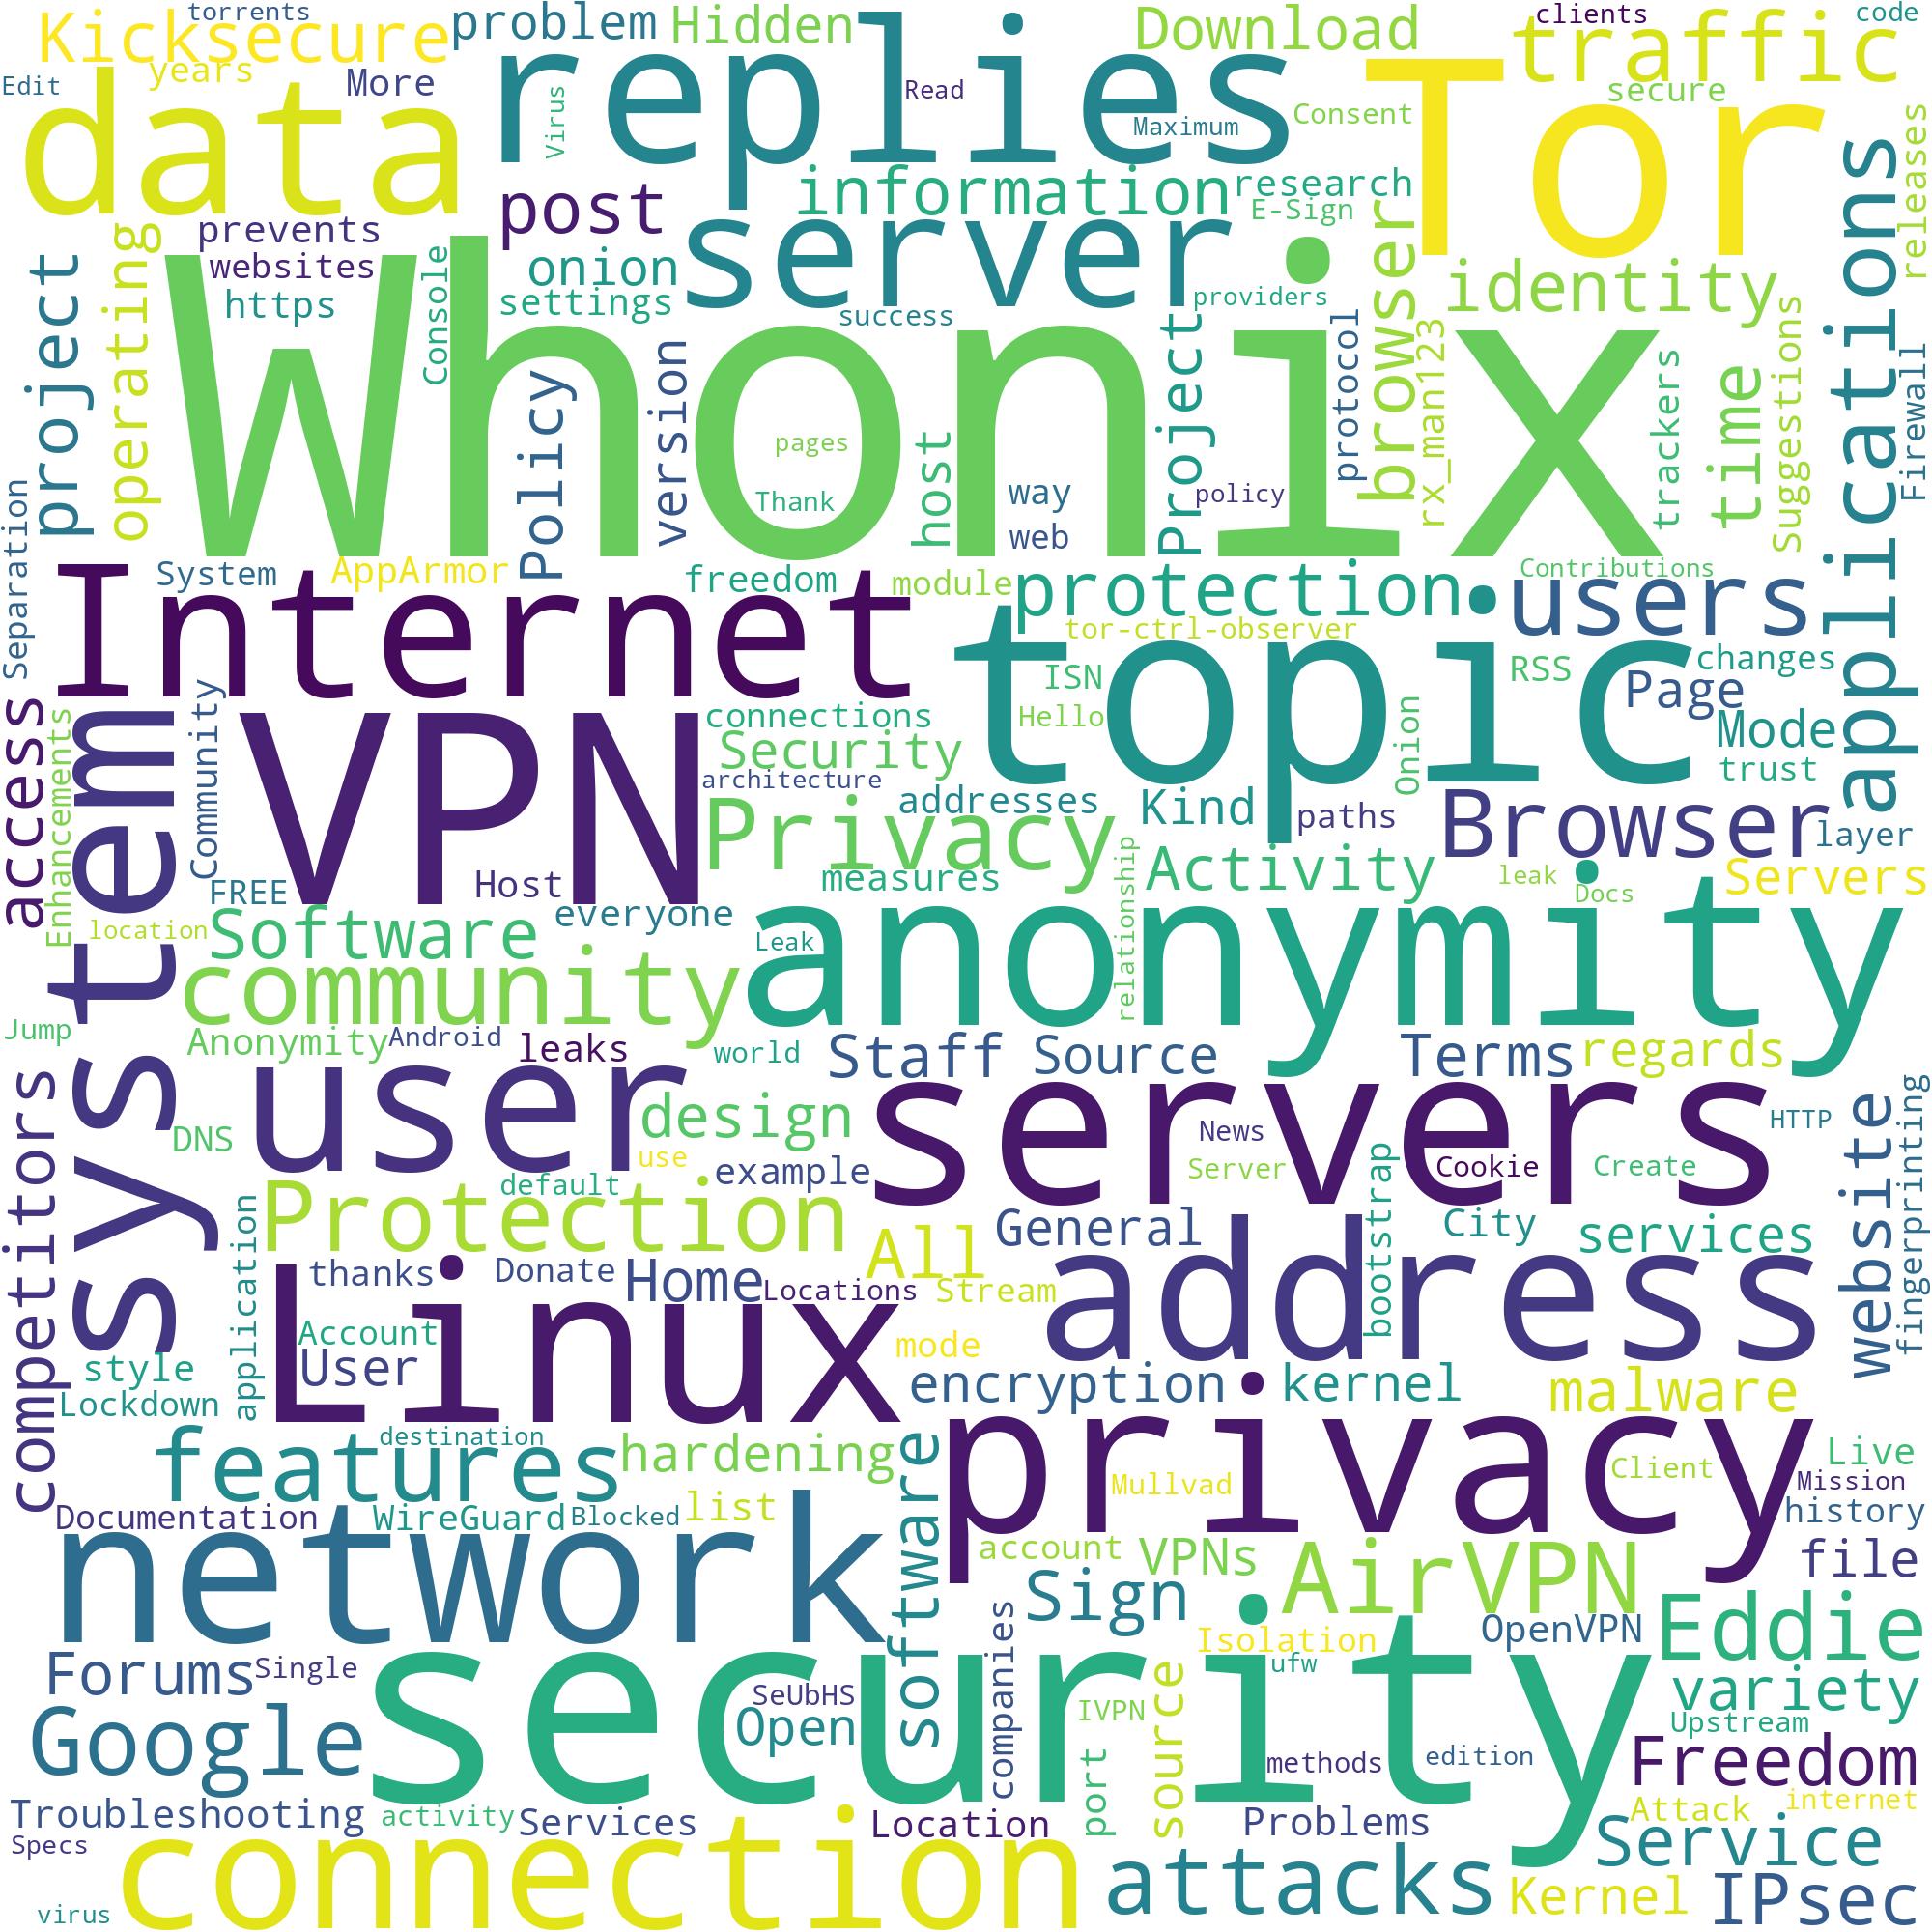 torrents
clients
code
Kicksecure
problem
Hidden
replies
Download
traffic
Edit
years
More
Read
Tor
secure
data
Virus
Maximum
Consent
releases
prevents
post
information
research
E-Sign
applications
websites
onion
server
browser
identity
project
operating
https
Console
settings
success
providers
Whonix
version
Policy
pages
Thank
host
way
web
Project
policy
protocol
rx_man123
trackers
time
Suggestions
Firewall
Separation
System
AppArmor
freedom
module
protection
Contributions
users
Internet
tor-ctrl-observer
topic
ISN
Hello
RSS
changes
Page
access
Enhancements
Community
VPN
connections
Security
architecture
addresses
Kind
paths
Onion
Mode
trust
Privacy
Browser
layer
system
FREE
Host
measures
relationship
Activity
leak
Docs
Servers
location
Software
everyone
Leak
anonymity
community
Jump
Anonymity
Android
leaks
world
Staff
Source
Terms
regards
competitors
user
design
servers
HTTP
fingerprinting
DNS
use
example
News
Server
Cookie
Create
website
default
Protection
application
General
bootstrap
City
services
thanks
Donate
Home
Locations
All
Stream
address
Account
User
Linux
mode
style
Lockdown
encryption
kernel
malware
features
destination
hardening
software
privacy
Client
Live
Mission
Documentation
WireGuard
Blocked
list
Mullvad
history
network
account
VPNs
AirVPN
file
Sign
companies
Isolation
OpenVPN
Eddie
Forums
Single
security
ufw
variety
Google
SeUbHS
Open
IVPN
source
Upstream
port
methods
edition
Freedom
Troubleshooting
activity
Services
Location
Problems
Attack
internet
Specs
connection
attacks
Service
virus
Kernel
IPsec